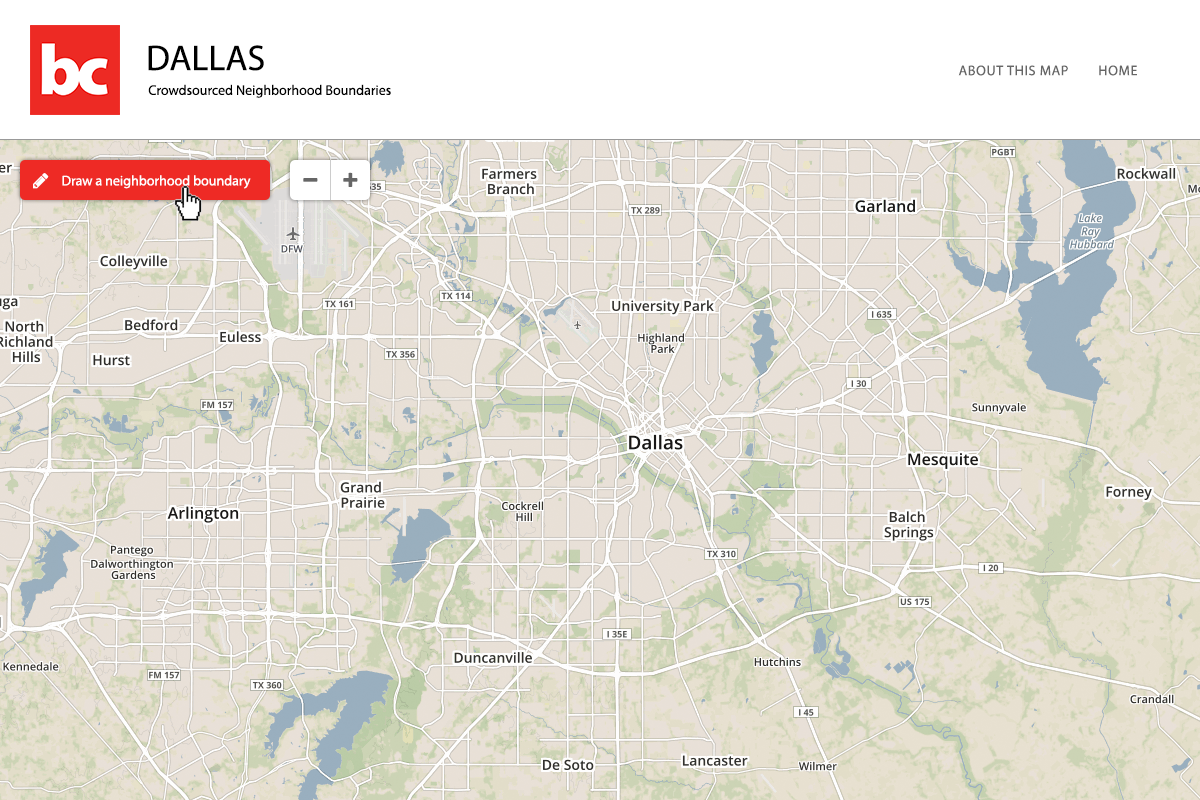 bc
DALLAS
Crowdsourced Neighborhood Boundaries
ABOUT THIS MAP
HOME
Draw a neighborhood boundary
− +
35
Farmers
Branch
PGBT
Rockwall
TX 289
Garland
Lake
Ray
Hubbard
DFW
Colleyville
TX 114
TX 161
University Park
I 635
North
Richland
Hills
Bedford
Euless
Highland
Park
Hurst
TX 356
I 30
FM 157
Sunnyvale
Dallas
Mesquite
Grand
Prairie
Forney
Arlington
Cockrell
Hill
Balch
Springs
Pantego
Dalworthington
Gardens
TX 310
I 20
US 175
I 35E
Duncanville
Hutchins
Kennedale
FM 157
TX 360
Crandall
I 45
De Soto
Lancaster
Wilmer